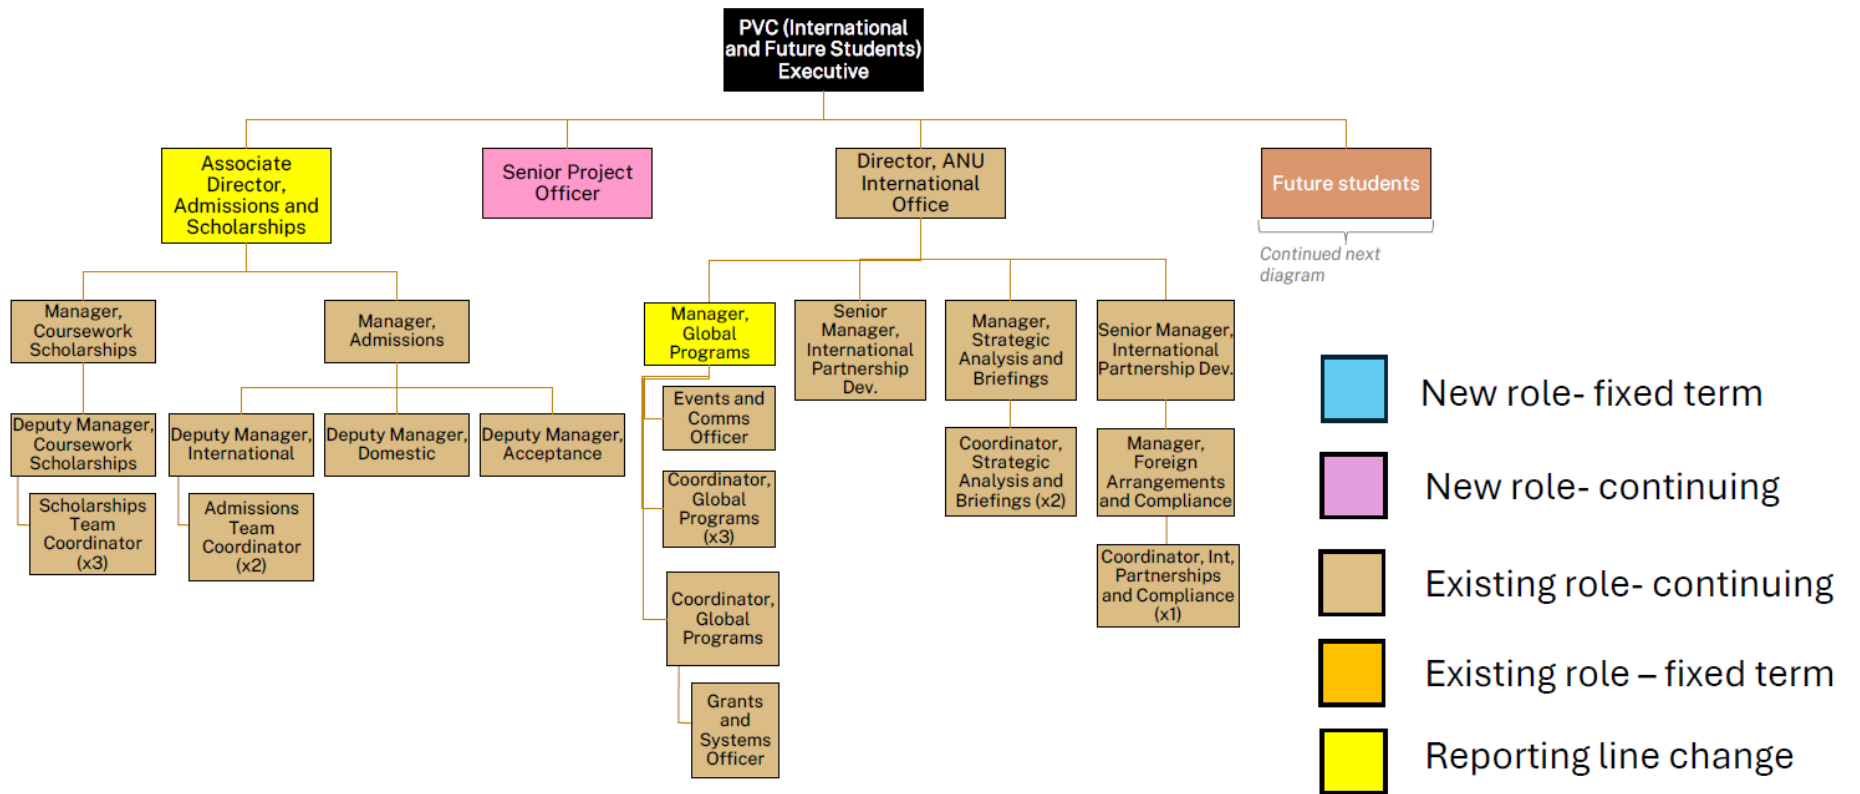 PVC (International
and Future Students)
Executive
Associate
Director,
Admissions and
Scholarships
Senior Project
Officer
Director, ANU
International
Office
Future students
Continued next
diagram
Manager,
Coursework
Scholarships
Manager,
Admissions
Manager,
Global
Programs
Senior
Manager,
International
Partnership
Dev.
Manager,
Strategic
Analysis and
Briefings
Senior Manager,
International
Partnership Dev.
Deputy Manager,
Coursework
Scholarships
Deputy Manager,
International
Deputy Manager,
Domestic
Deputy Manager,
Acceptance
Events and
Comms
Officer
Coordinator,
Strategic
Analysis and
Briefings (x2)
Manager,
Foreign
Arrangements
and Compliance
Scholarships
Team
Coordinator
(x3)
Admissions
Team
Coordinator
(x2)
Coordinator,
Global
Programs
(x3)
Coordinator, Int,
Partnerships
and Compliance
(x1)
Coordinator,
Global
Programs
Grants
and
Systems
Officer
New role- fixed term
New role- continuing
Existing role- continuing
Existing role – fixed term
Reporting line change